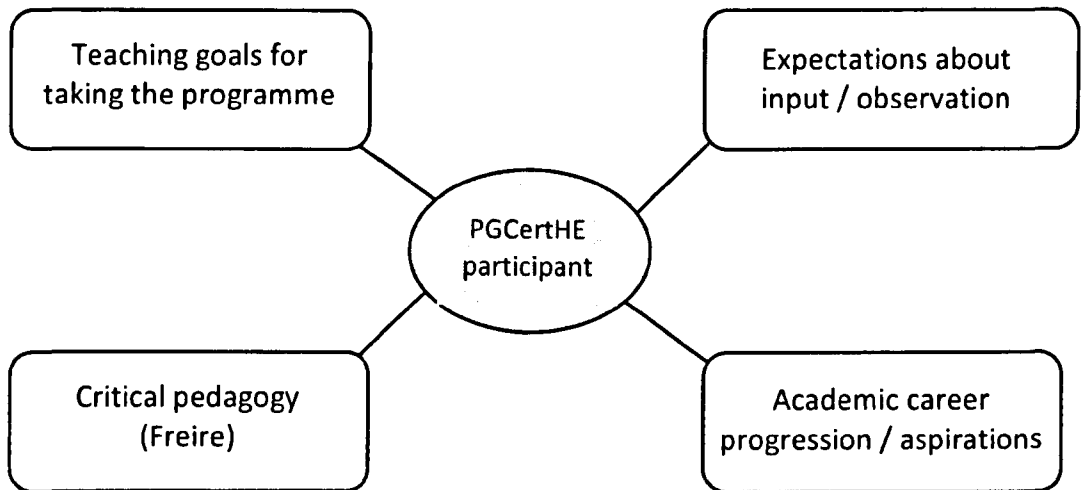 Teaching goals for
taking the programme
Expectations about
input / observation
PGCertHE
participant
Critical pedagogy
(Freire)
Academic career
progression / aspirations